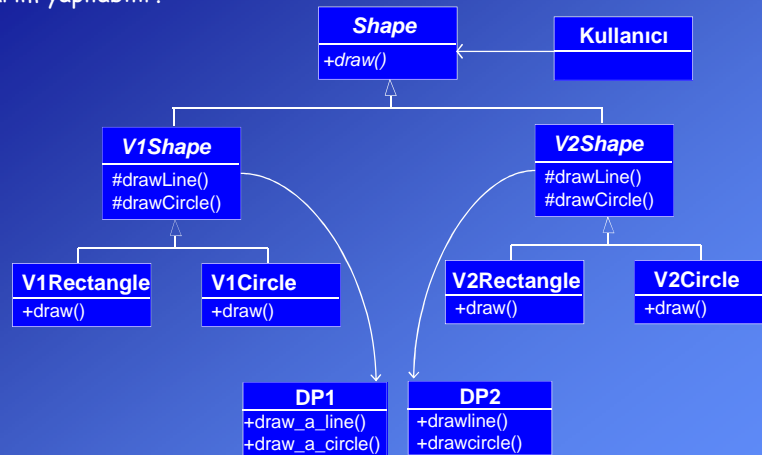 yapılabilir?
Shape
+draw()
Kullanıcı
V1Shape
#drawLine()
#drawCircle()
V2Shape
#drawLine()
#drawCircle()
V1Rectangle
+draw()
V1Circle
+draw()
V2Rectangle
+draw()
V2Circle
+draw()
DP1
+draw_a_line()
+draw_a_circle()
DP2
+drawline()
+drawcircle()